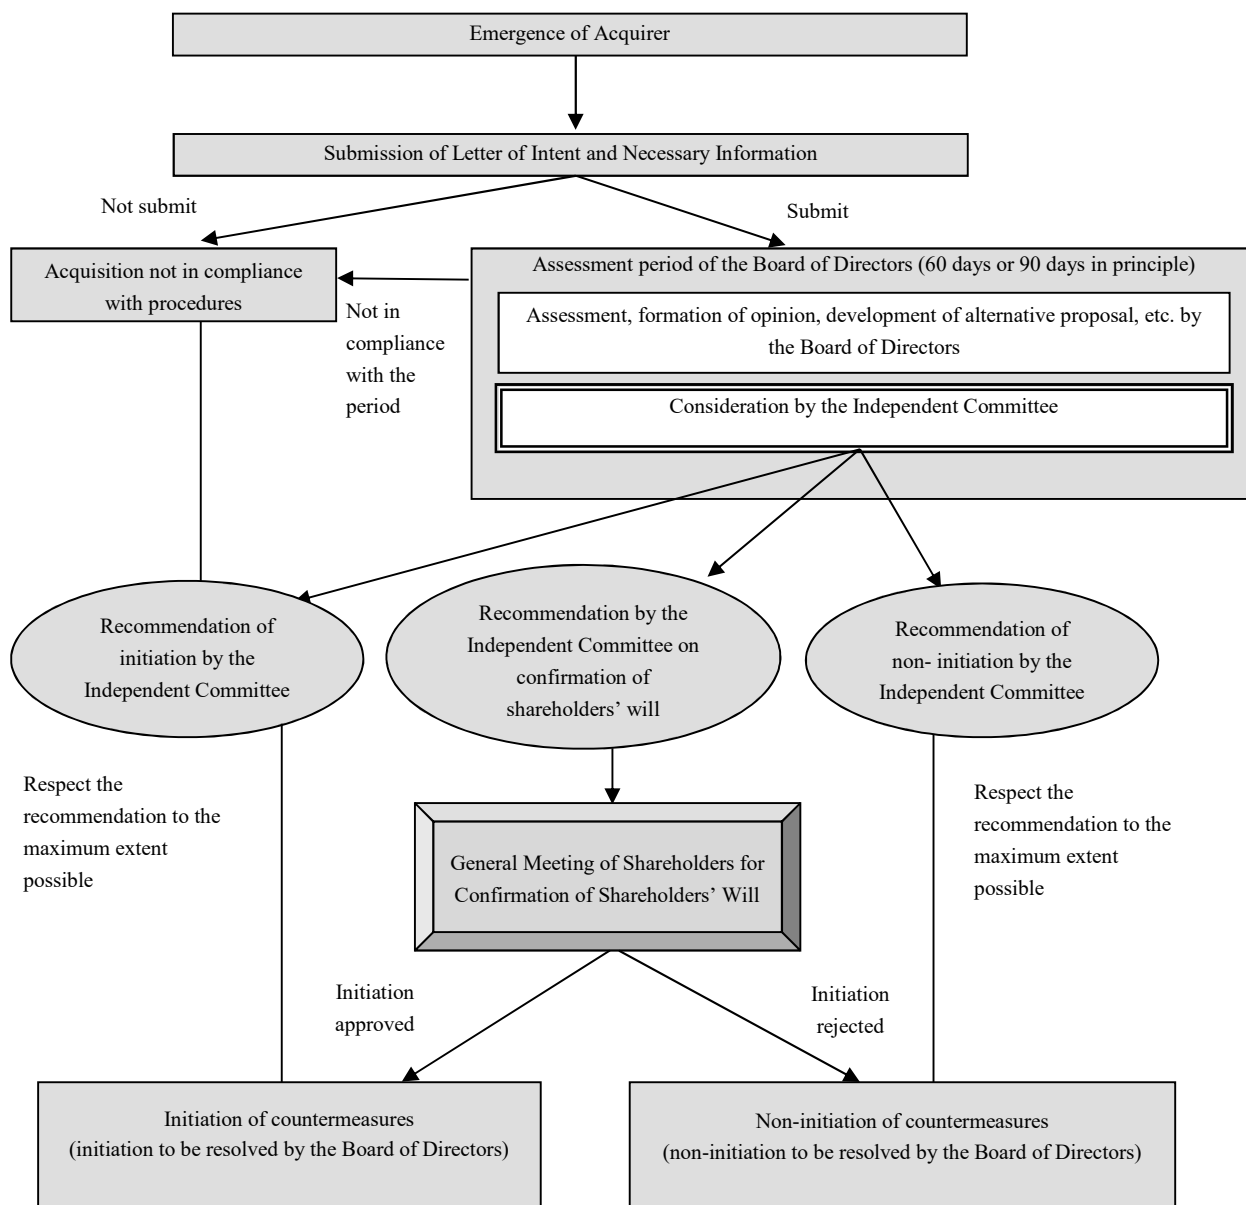 Emergence of Acquirer
Submission of Letter of Intent and Necessary Information
Not submit
Submit
Acquisition not in compliance
with procedures
Assessment period of the Board of Directors (60 days or 90 days in principle)
Not in
compliance
with the
period
Assessment, formation of opinion, development of alternative proposal, etc. by
the Board of Directors
Consideration by the Independent Committee
Recommendation of
initiation by the
Independent Committee
Recommendation by the
Independent Committee on
confirmation of
shareholders’ will
Recommendation of
non- initiation by the
Independent Committee
Respect the
recommendation to the
maximum extent
possible
General Meeting of Shareholders for
Confirmation of Shareholders’ Will
Respect the
recommendation to the
maximum extent
possible
Initiation
approved
Initiation
rejected
Initiation of countermeasures
(initiation to be resolved by the Board of Directors)
Non-initiation of countermeasures
(non-initiation to be resolved by the Board of Directors)